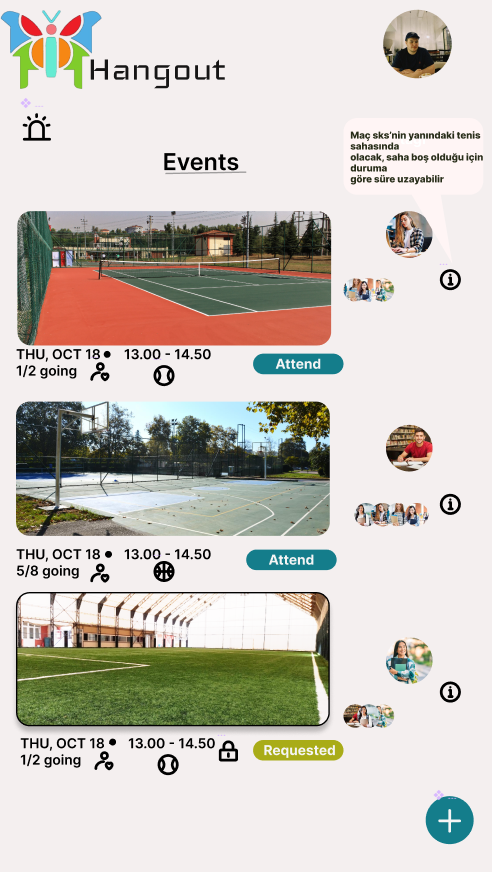 Hangout
Maç sks'nin yanındaki tenis
sahasında
olacak, saha boş olduğu için
duruma
göre süre uzayabilir
Events
THU, OCT 18 • 13.00 - 14.50
1/2 going
Attend
THU, OCT 18 • 13.00 - 14.50
5/8 going
Attend
THU, OCT 18 • 13.00 - 14.50
1/2 going
Requested